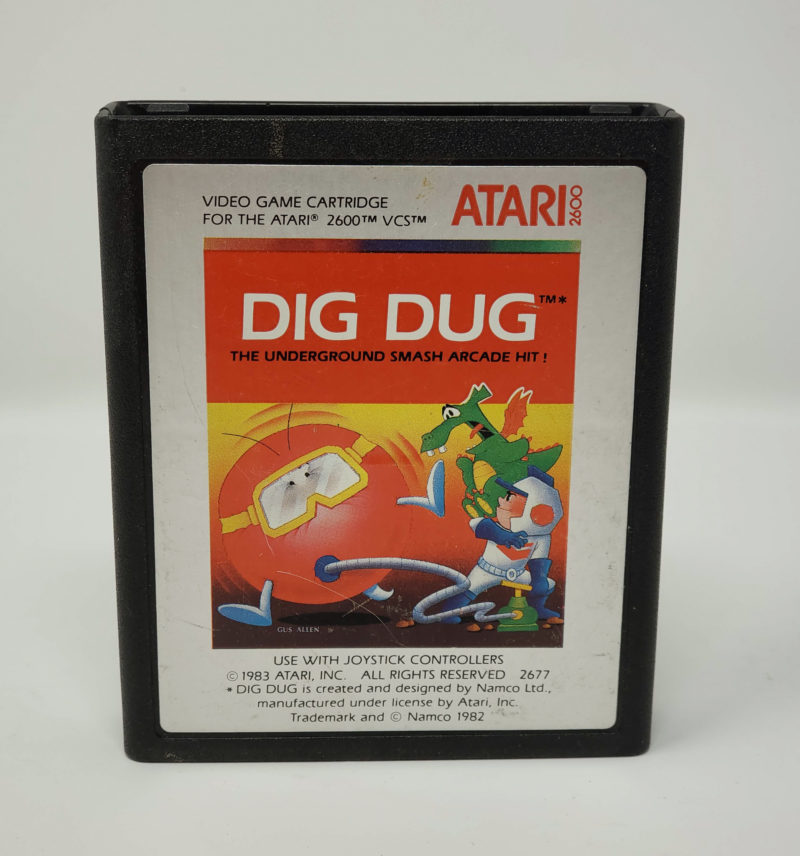 VIDEO GAME CARTRIDGE
FOR THE ATARI® 2600™ VCS™
ATARI 2600
DIG DUG™*
THE UNDERGROUND SMASH ARCADE HIT!
GUS ALLEN
USE WITH JOYSTICK CONTROLLERS
©1983 ATARI, INC. ALL RIGHTS RESERVED 2677
* DIG DUG is created and designed by Namco Ltd.,
manufactured under license by Atari, Inc.
Trademark and © Namco 1982